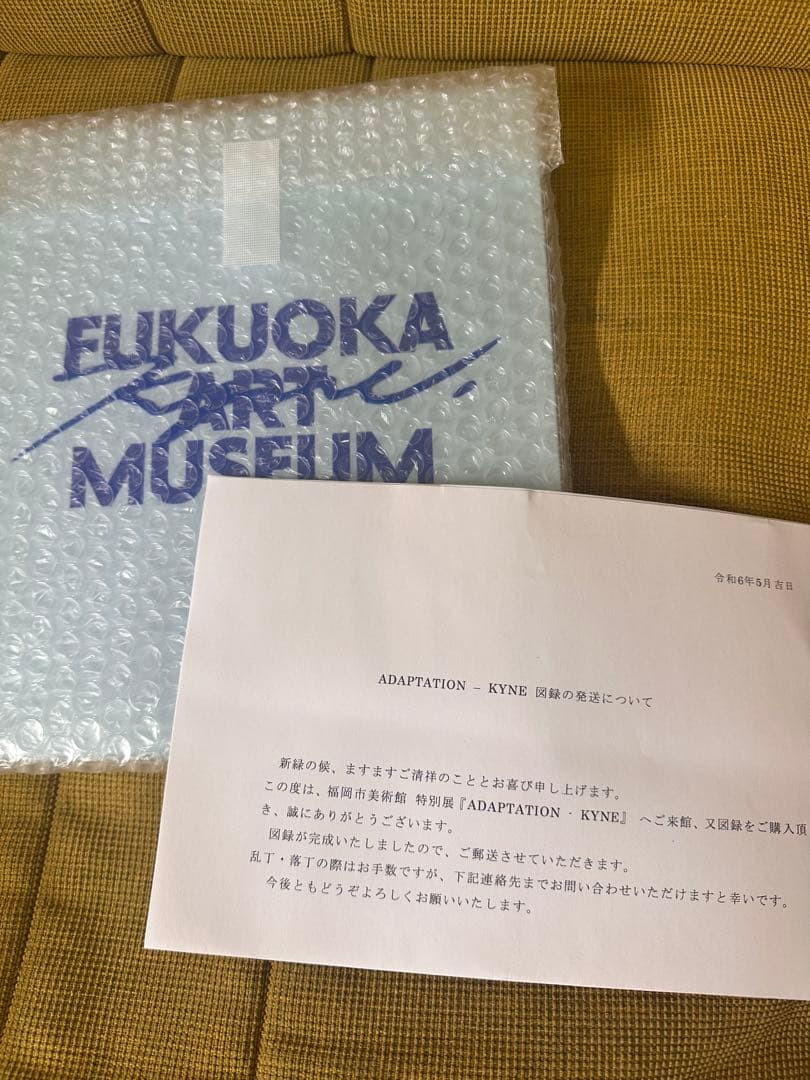 FUKUOKA
ART
MUSEUM
令和6年5月吉日
ADAPTATION – KYNE 図録の発送について
新緑の候、ますますご清祥のこととお喜び申し上げます。
この度は、福岡市美術館 特別展『ADAPTATION - KYNE』 へご来館、又図録をご購入頂
き、誠にありがとうございます。
図録が完成いたしましたので、ご郵送させていただきます。
乱丁・落丁の際はお手数ですが、下記連絡先までお問い合わせいただけますと幸いです。
今後ともどうぞよろしくお願いいたします。